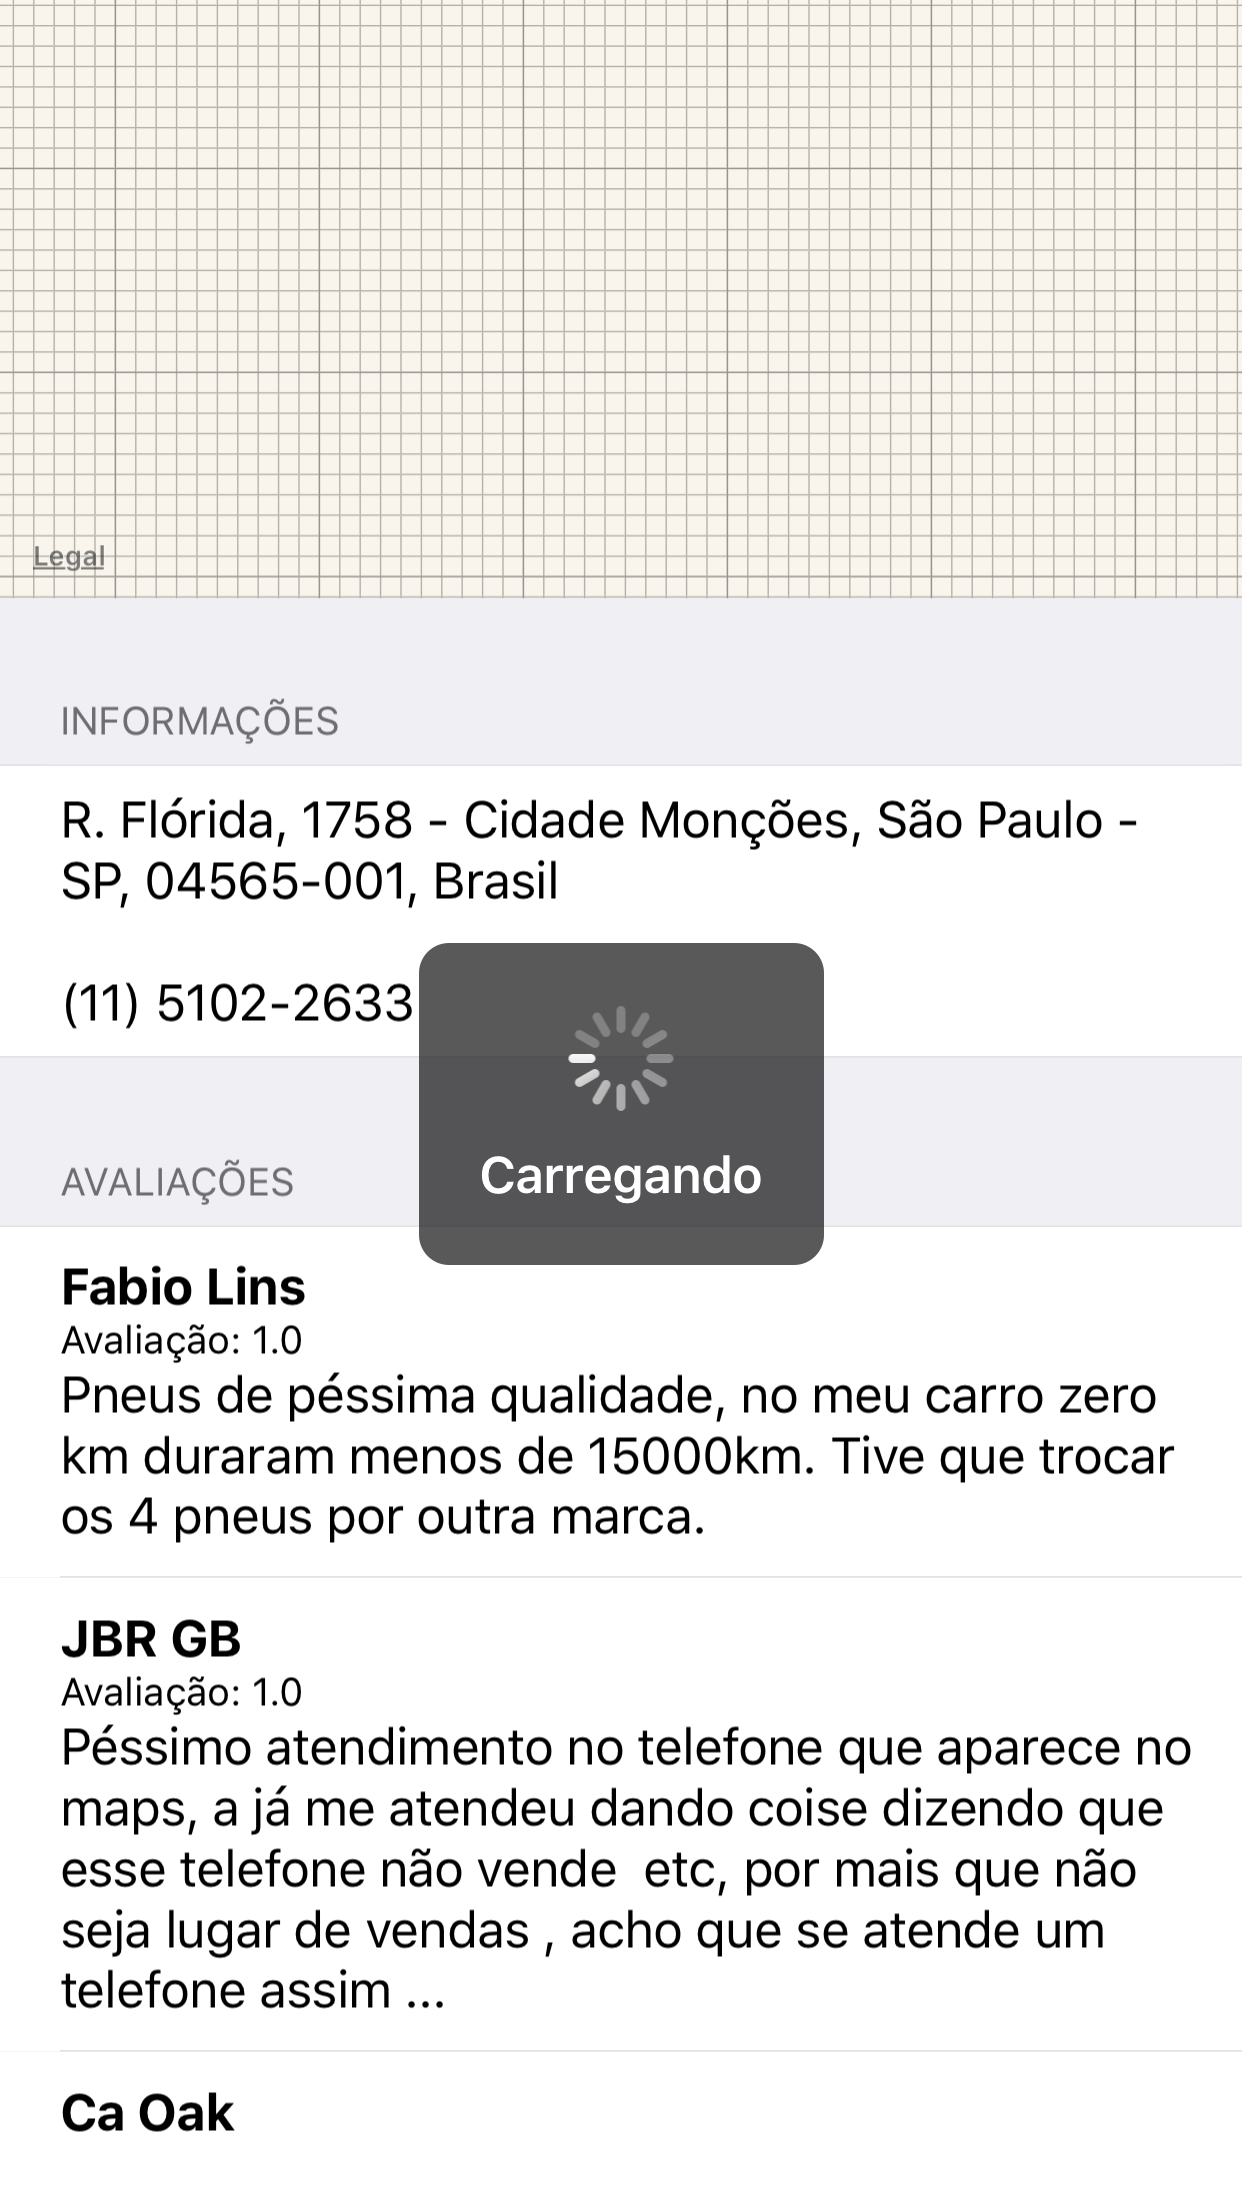 Legal
INFORMAÇÕES
R. Flórida, 1758 - Cidade Monções, São Paulo -
SP, 04565-001, Brasil
(11) 5102-2633
Carregando
AVALIAÇÕES
Fabio Lins
Avaliação: 1.0
Pneus de péssima qualidade, no meu carro zero
km duraram menos de 15000km. Tive que trocar
os 4 pneus por outra marca.
JBR GB
Avaliação: 1.0
Péssimo atendimento no telefone que aparece no
maps, a já me atendeu dando coise dizendo que
esse telefone não vende  etc, por mais que não
seja lugar de vendas , acho que se atende um
telefone assim ...
Ca Oak